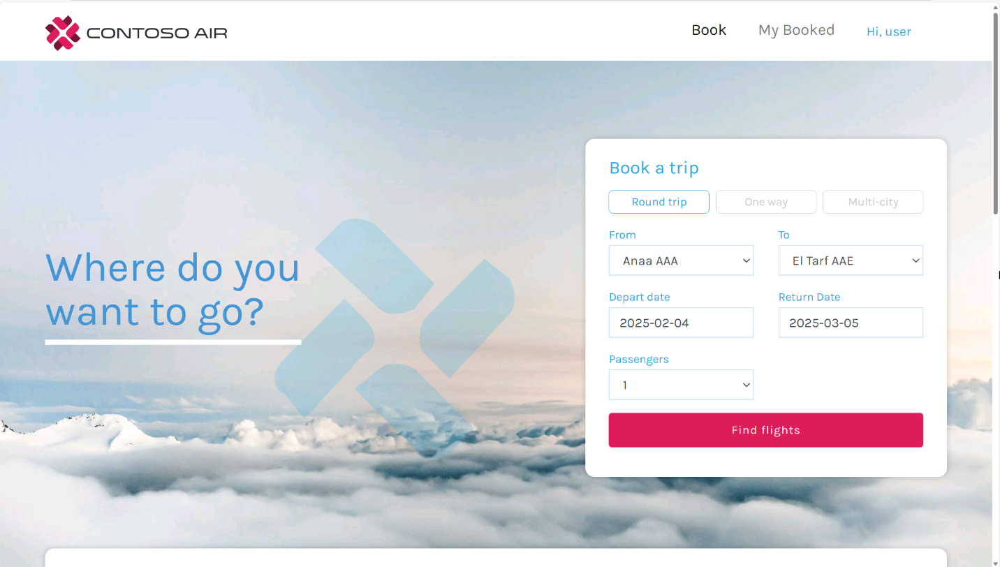 CONTOSO AIR
Book
My Booked
Hi, user
Where do you
want to go?
Book a trip
Round trip
One way
Multi-city
From
To
Anaa AAA
El Tarf AAE
Depart date
Return Date
2025-02-04
2025-03-05
Passengers
1
Find flights